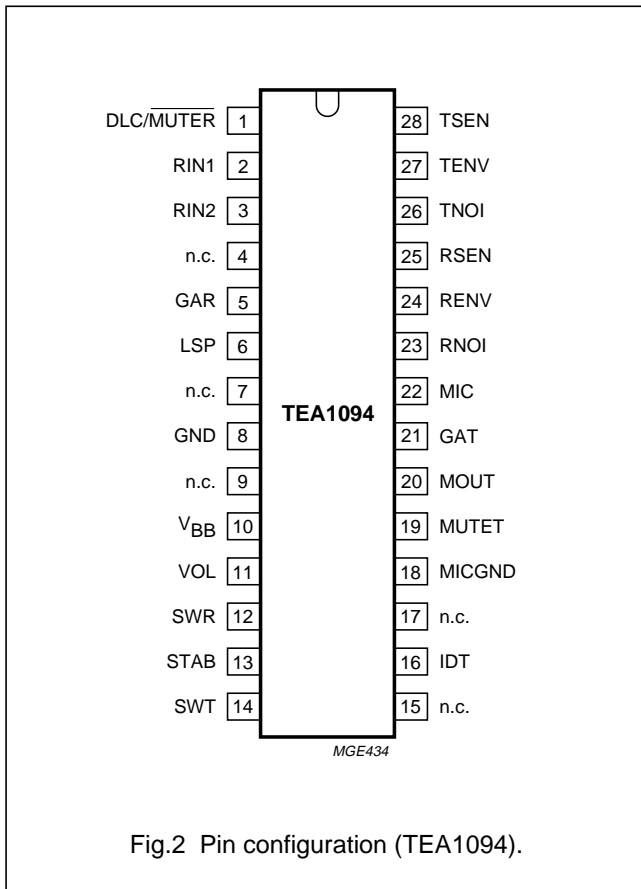 DLC/MUTER 1 28 TSEN
RIN1 2 27 TENV
RIN2 3 26 TNOI
n.c. 4 25 RSEN
GAR 5 24 RENV
LSP 6 23 RNOI
n.c. 7 22 MIC
TEA1094
GND 8 21 GAT
n.c. 9 20 MOUT
VBB 10 19 MUTET
VOL 11 18 MICGND
SWR 12 17 n.c.
STAB 13 16 IDT
SWT 14 15 n.c.
MGE434
Fig.2 Pin configuration (TEA1094).